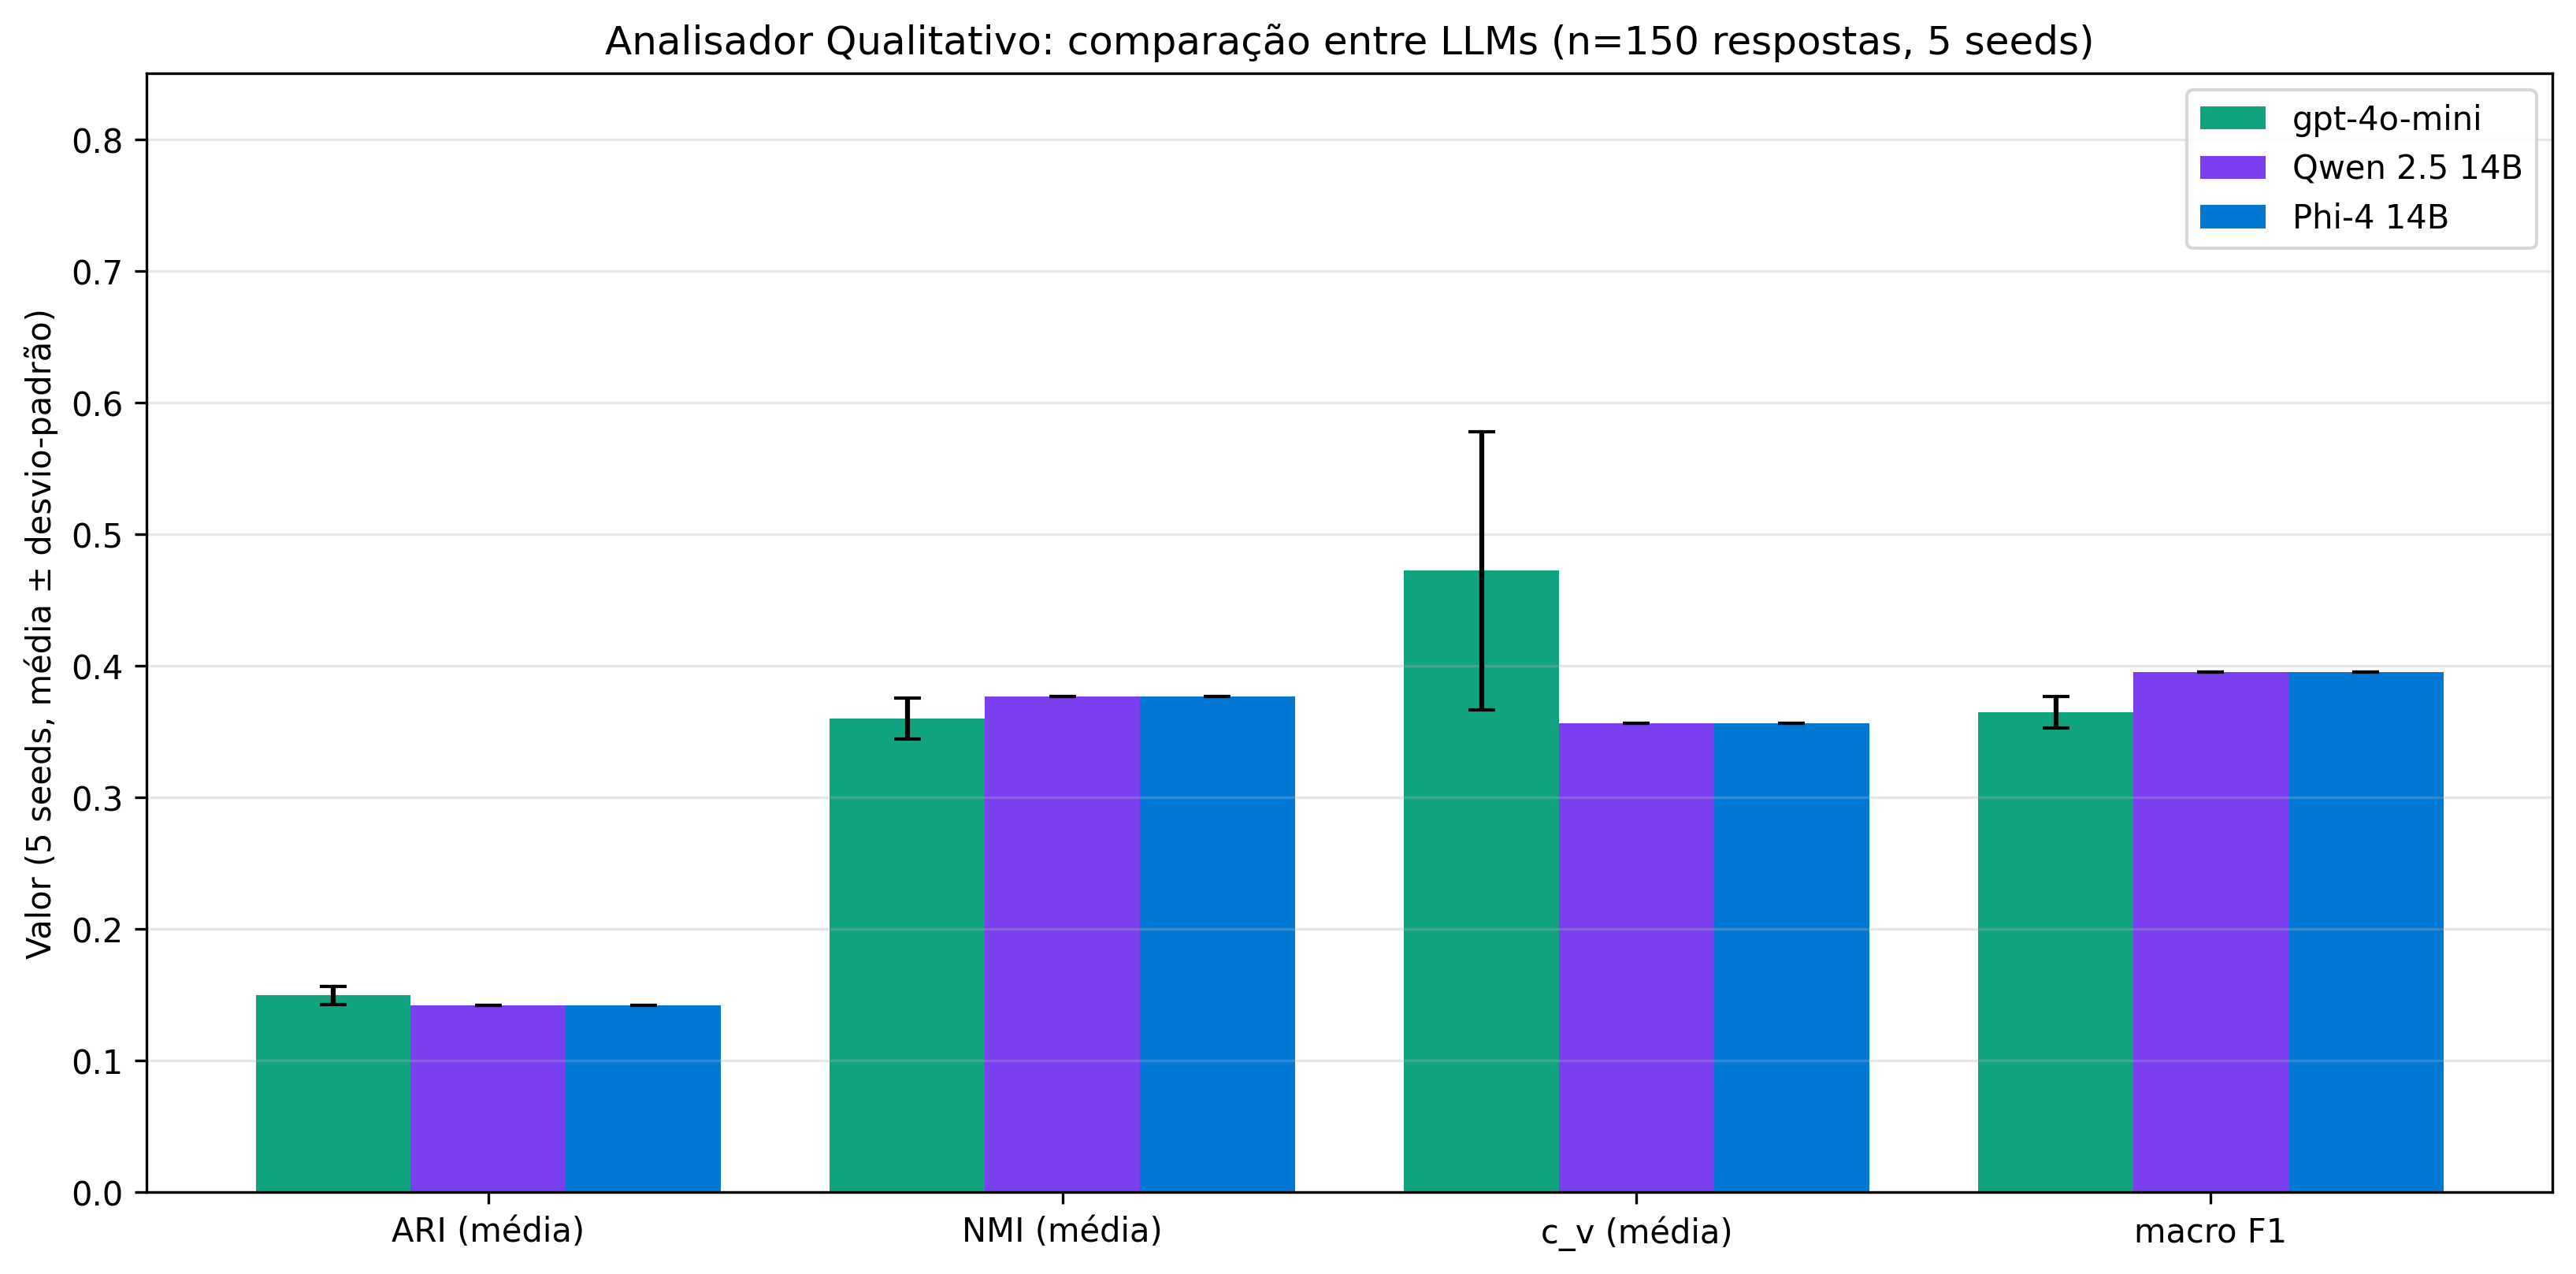 Analisador Qualitativo: comparação entre LLMs (n=150 respostas, 5 seeds)
gpt-4o-mini
Qwen 2.5 14B
Phi-4 14B
Valor (5 seeds, média ± desvio-padrão)
0.8
0.7
0.6
0.5
0.4
0.3
0.2
0.1
0.0
ARI (média)
NMI (média)
c_v (média)
macro F1